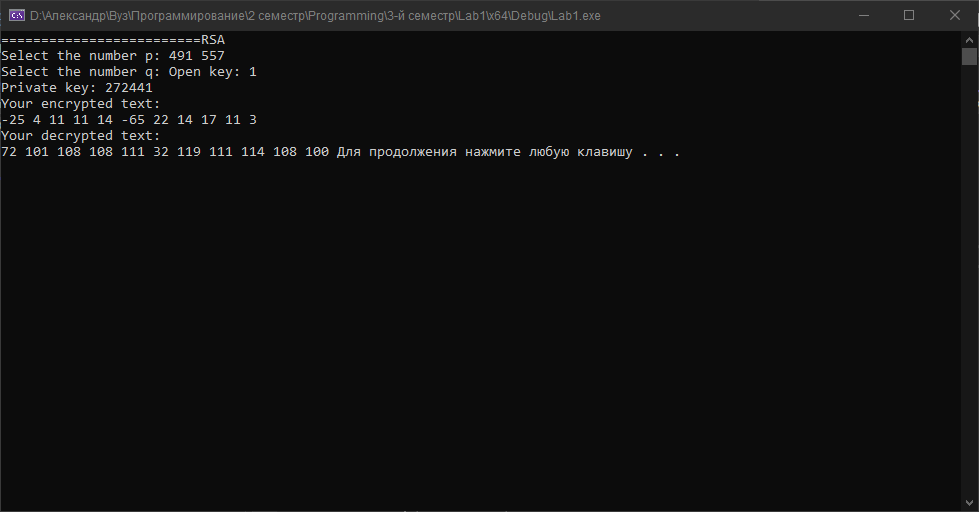 D:\Александр\Вуз\Программирование\2 семестр\Programming\3-й семестр\Lab1\x64\Debug\Lab1.exe
=========================RSA
Select the number p: 491 557
Select the number q: Open key: 1
Private key: 272441
Your encrypted text:
-25 4 11 11 14 -65 22 14 17 11 3
Your decrypted text:
72 101 108 108 111 32 119 111 114 108 100 Для продолжения нажмите любую клавишу . . .